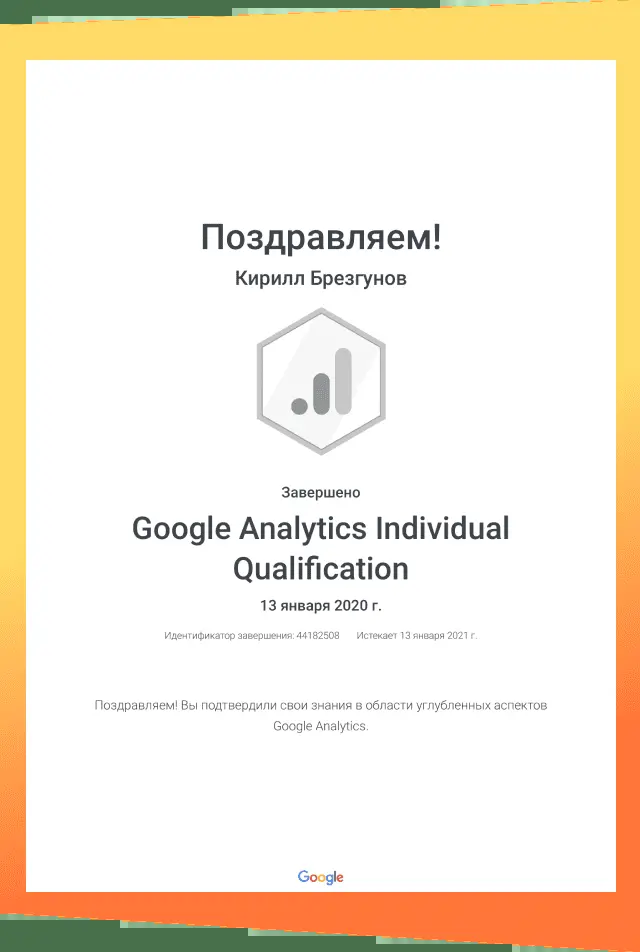 Поздравляем!
Кирилл Брезгунов
Завершено
Google Analytics Individual
Qualification
13 января 2020 г.
Идентификатор завершения: 44182508 Истекает 13 января 2021 г.
Поздравляем! Вы подтвердили свои знания в области углубленных аспектов
Google Analytics.
Google